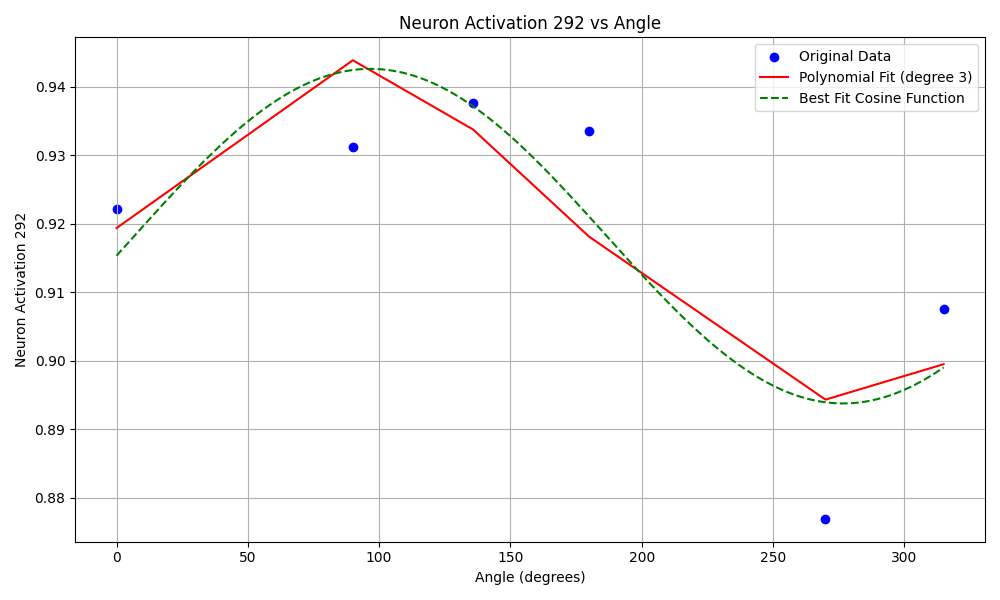 Neuron Activation 292 vs Angle
Original Data
Polynomial Fit (degree 3)
Best Fit Cosine Function
Neuron Activation 292
0.94
0.93
0.92
0.91
0.90
0.89
0.88
0
50
100
150
200
250
300
Angle (degrees)